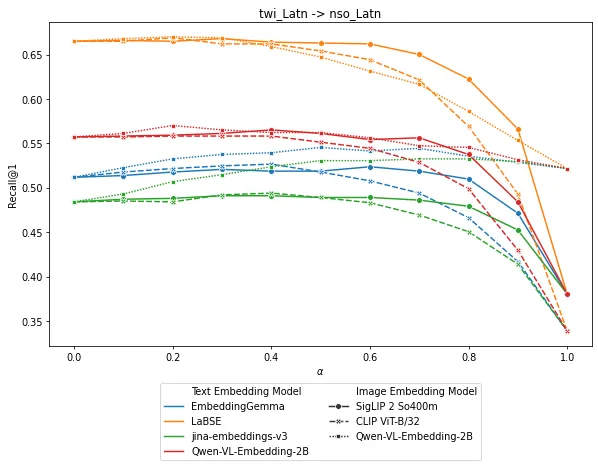 twi_Latn -> nso_Latn
Recall@1
0.65
0.60
0.55
0.50
0.45
0.40
0.35
0.0
0.2
0.4
0.6
0.8
1.0
α
Text Embedding Model
EmbeddingGemma
LaBSE
jina-embeddings-v3
Qwen-VL-Embedding-2B
Image Embedding Model
SigLIP 2 So400m
CLIP ViT-B/32
Qwen-VL-Embedding-2B